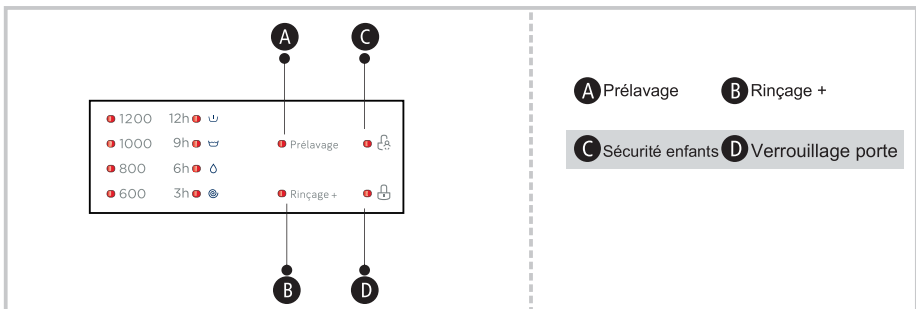 A C
1200 12h
1000 9h Prélavage
800 6h
600 3h Rinçage +
B D
A Prélavage B Rinçage +
C Sécurité enfants D Verrouillage porte